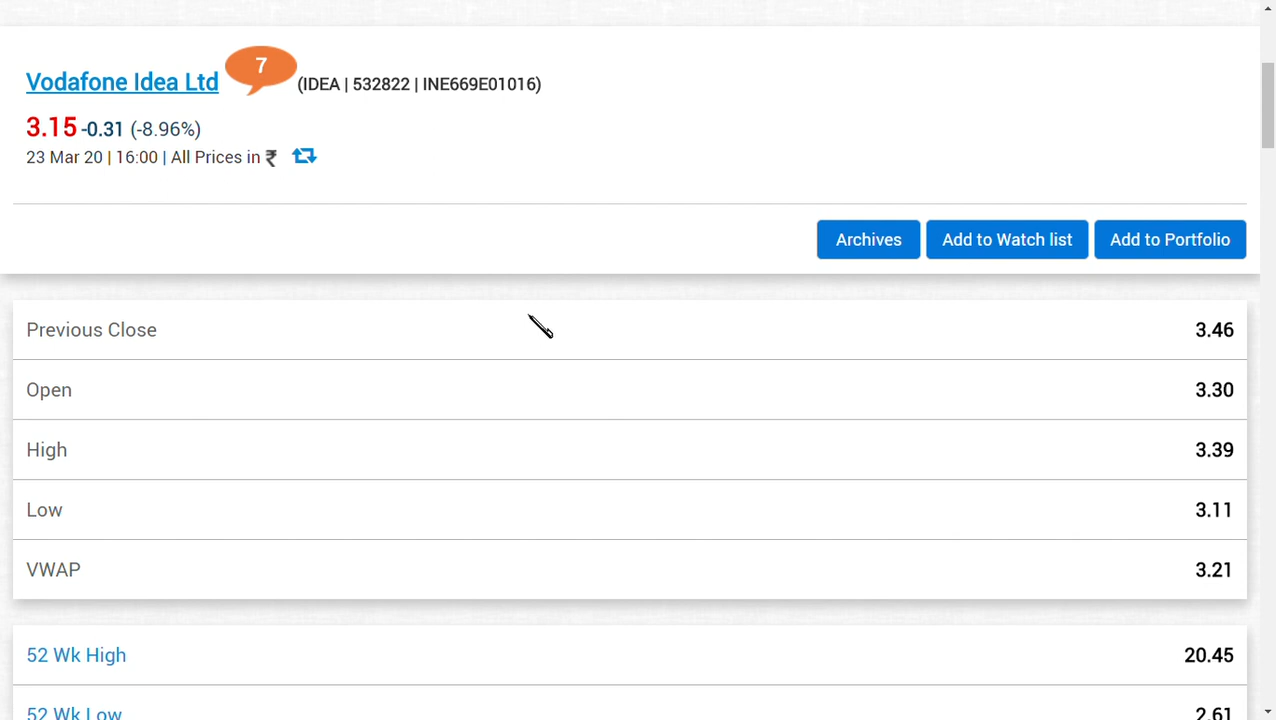 Vodafone Idea Ltd 7 (IDEA | 532822 | INE669E01016)
3.15 -0.31 (-8.96%)
23 Mar 20 | 16:00 | All Prices in ₹
Archives Add to Watch list Add to Portfolio
Previous Close 3.46
Open 3.30
High 3.39
Low 3.11
VWAP 3.21
52 Wk High 20.45
52 Wk Low 2.61